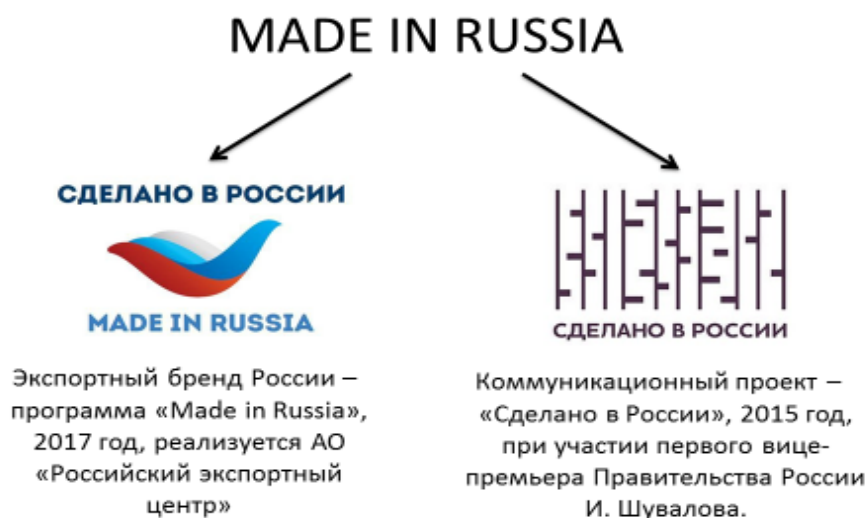 MADE IN RUSSIA
СДЕЛАНО В РОССИИ
MADE IN RUSSIA
Экспортный бренд России –
программа «Made in Russia»,
2017 год, реализуется АО
«Российский экспортный
центр»
СДЕЛАНО В РОССИИ
Коммуникационный проект –
«Сделано в России», 2015 год,
при участии первого вице-
премьера Правительства России
И. Шувалова.